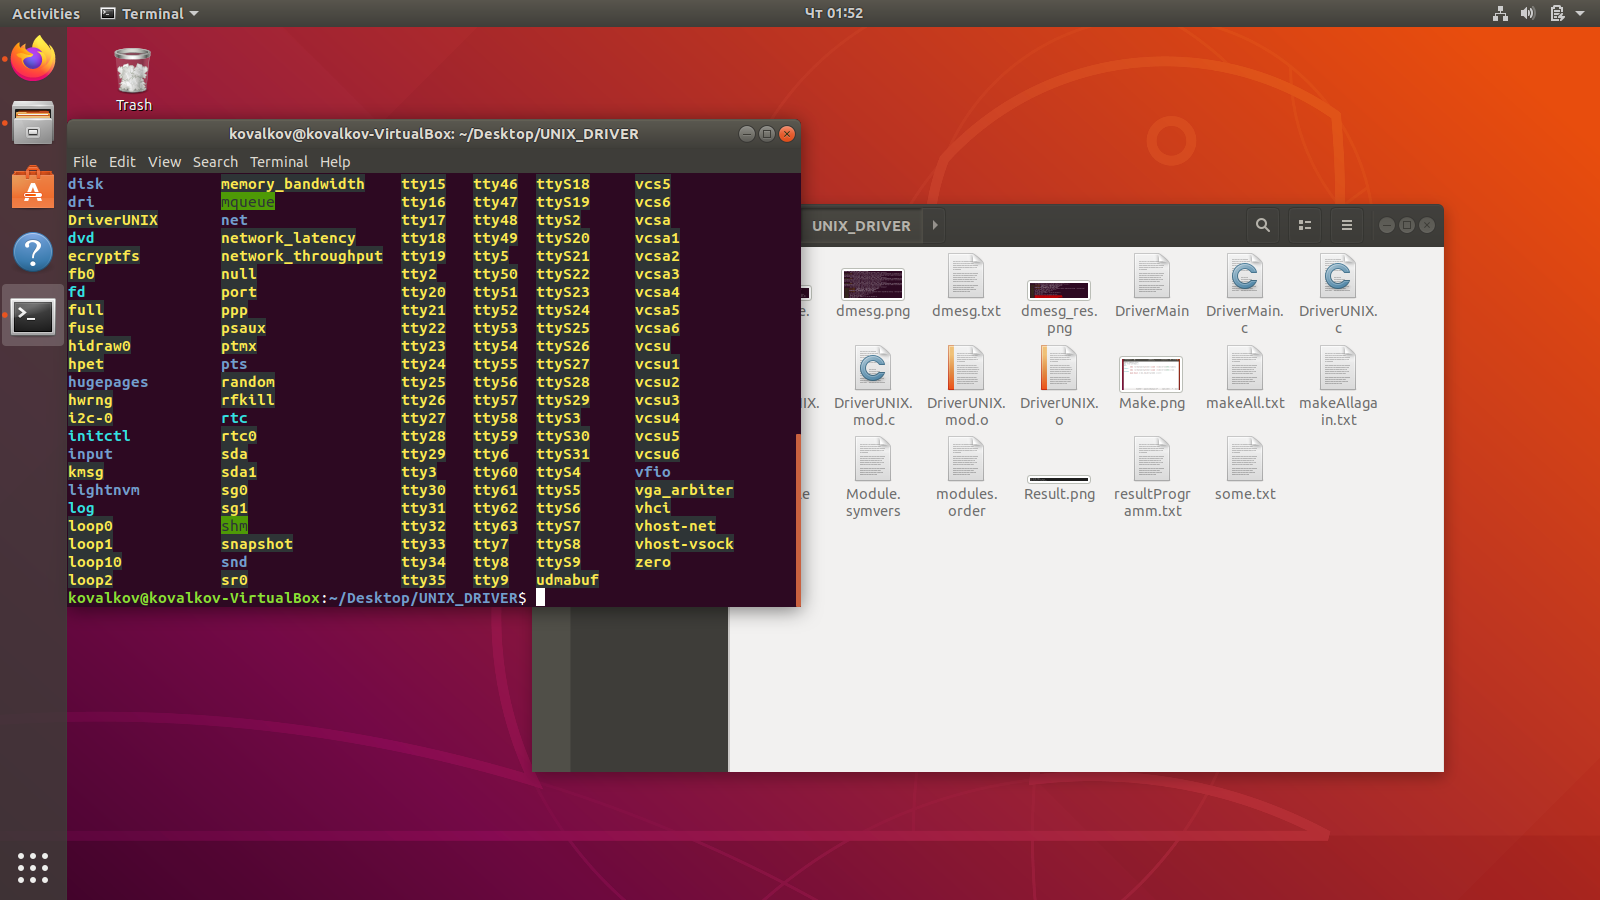 Activities
Terminal
Чт 01:52
Trash
kovalkov@kovalkov-VirtualBox: ~/Desktop/UNIX_DRIVER
File Edit View Search Terminal Help
disk memory_bandwidth tty15 tty46 ttyS18 vcs5
dri mqueue tty16 tty47 ttyS19 vcs6
DriverUNIX net tty17 tty48 ttyS2 vcsa
dvd network_latency tty18 tty49 ttyS20 vcsa1
ecryptfs network_throughput tty19 tty5 ttyS21 vcsa2
fb0 null tty2 tty50 ttyS22 vcsa3
fd port tty20 tty51 ttyS23 vcsa4
full ppp tty21 tty52 ttyS24 vcsa5
fuse psaux tty22 tty53 ttyS25 vcsa6
hidraw0 ptmx tty23 tty54 ttyS26 vcsu
hpet pts tty24 tty55 ttyS27 vcsu1
hugepages random tty25 tty56 ttyS28 vcsu2
hwrng rfkill tty26 tty57 ttyS29 vcsu3
i2c-0 rtc tty27 tty58 ttyS3 vcsu4
initctl rtc0 tty28 tty59 ttyS30 vcsu5
input sda tty29 tty6 ttyS31 vcsu6
kmsg sda1 tty3 tty60 ttyS4 vfio
lightnvm sg0 tty30 tty61 ttyS5 vga_arbiter
log sg1 tty31 tty62 ttyS6 vhci
loop0 shm tty32 tty63 ttyS7 vhost-net
loop1 snapshot tty33 tty7 ttyS8 vhost-vsock
loop10 snd tty34 tty8 ttyS9 zero
loop2 sr0 tty35 tty9 udmabuf
kovalkov@kovalkov-VirtualBox:~/Desktop/UNIX_DRIVER$
UNIX_DRIVER
e. dmesg.png dmesg.txt dmesg_res. DriverMain DriverMain. DriverUNIX.
png c c
IX. DriverUNIX. DriverUNIX. DriverUNIX. Make.png makeAll.txt makeAllaga
mod.c mod.o o in.txt
le Module. modules. Result.png resultProgr some.txt
symvers order amm.txt